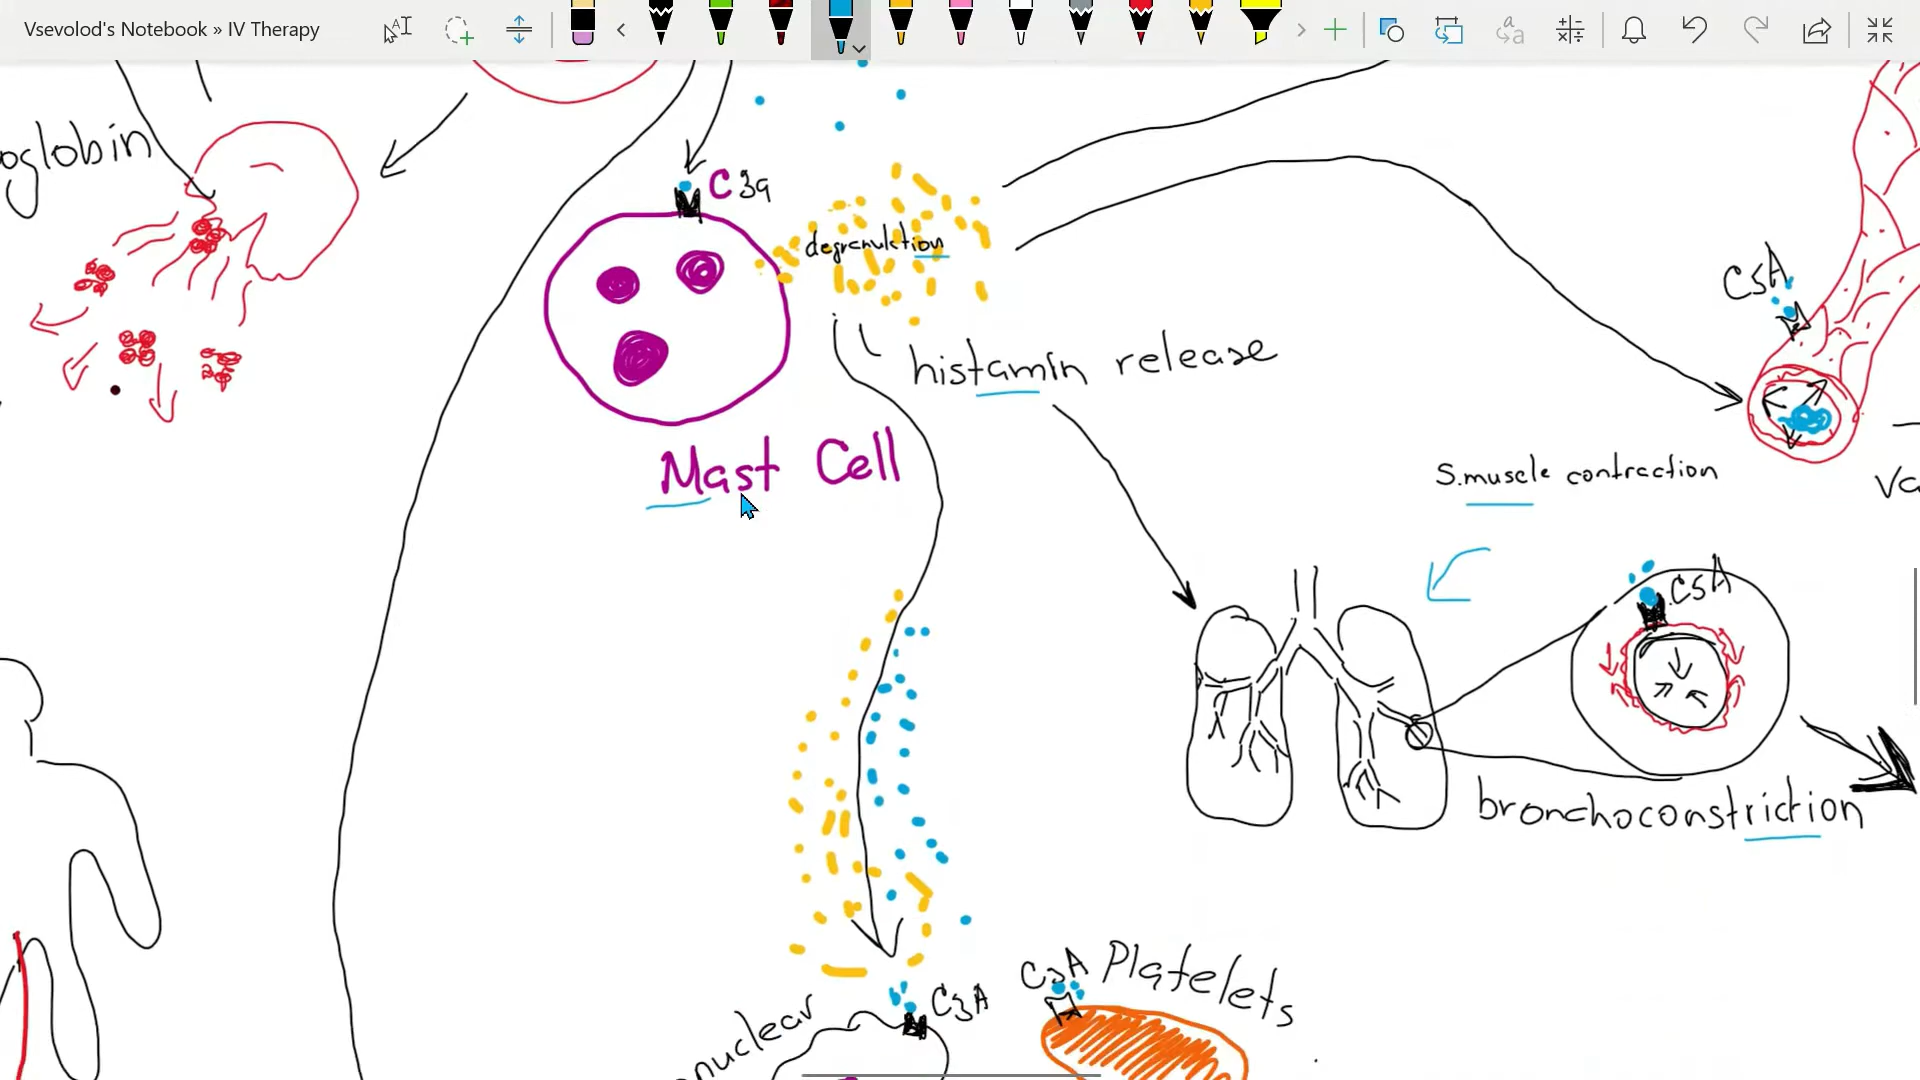 Vsevolod's Notebook » IV Therapy
oglobin
C3a
degranulation
histamin release
C5A
Mast Cell
S.muscle contraction
Va
C5A
bronchoconstriction
C3A
Platelets
C3A
nuclear